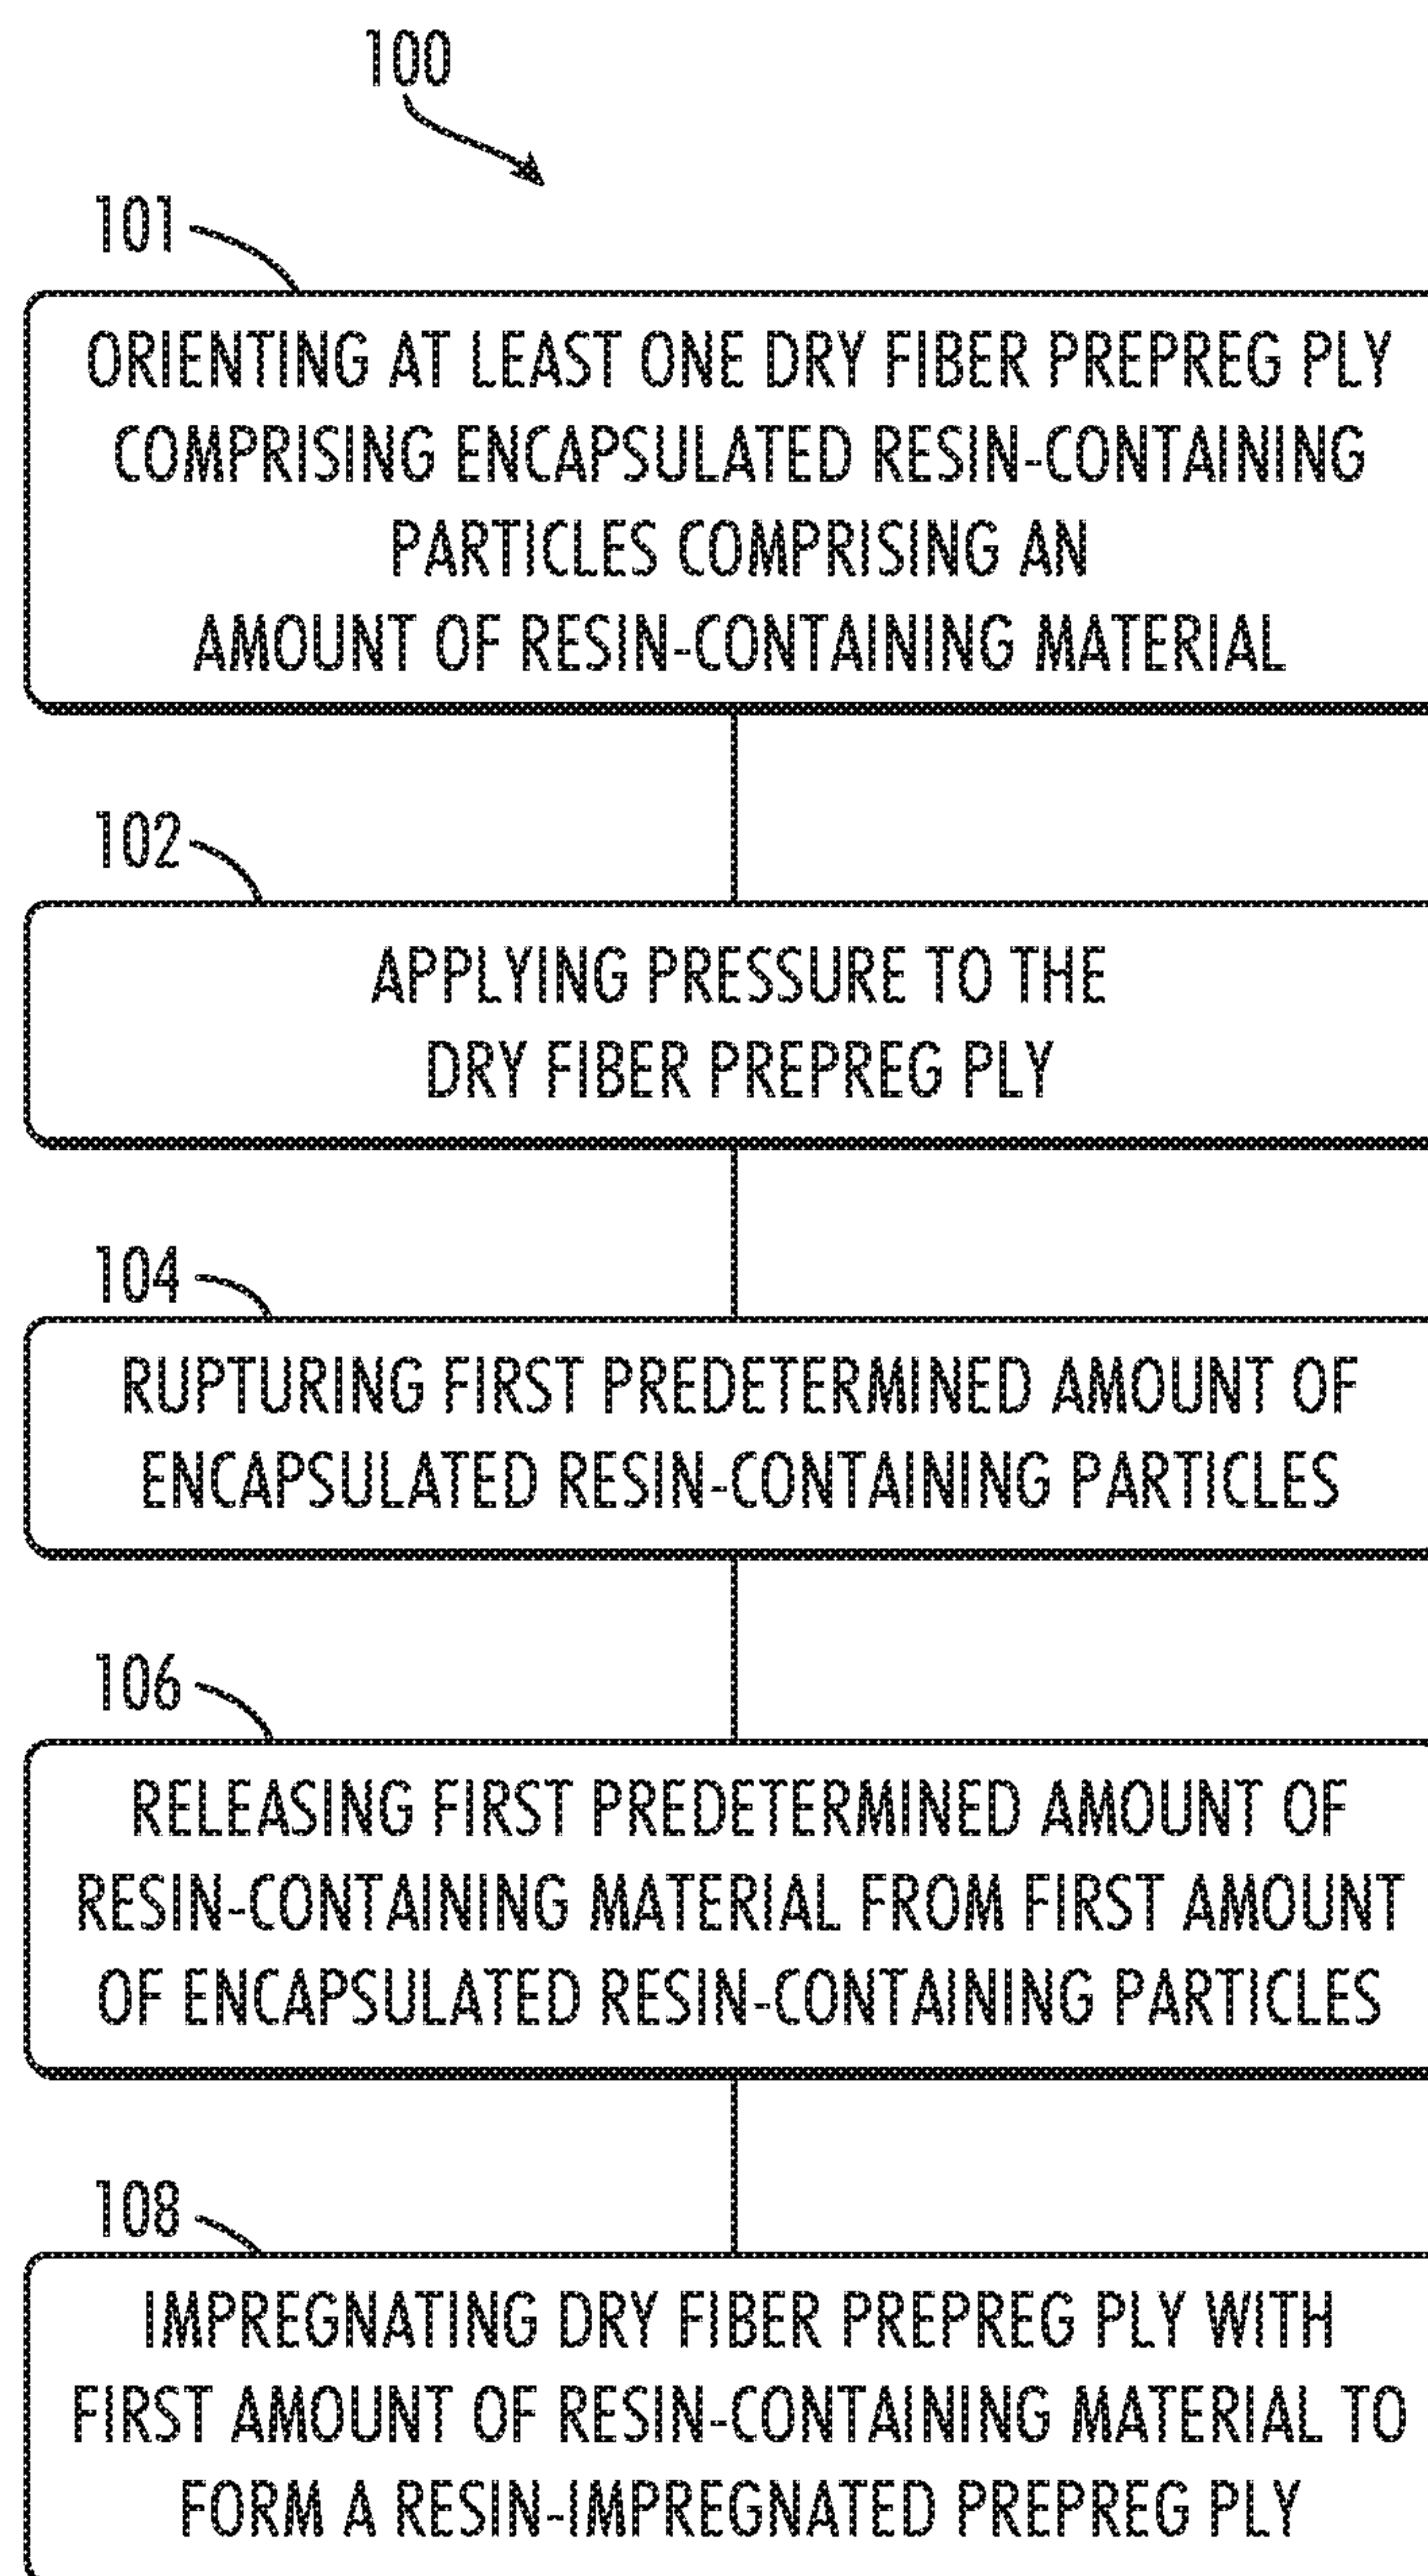 100
101
ORIENTING AT LEAST ONE DRY FIBER PREPREG PLY
COMPRISING ENCAPSULATED RESIN-CONTAINING
PARTICLES COMPRISING AN
AMOUNT OF RESIN-CONTAINING MATERIAL
102
APPLYING PRESSURE TO THE
DRY FIBER PREPREG PLY
104
RUPTURING FIRST PREDETERMINED AMOUNT OF
ENCAPSULATED RESIN-CONTAINING PARTICLES
106
RELEASING FIRST PREDETERMINED AMOUNT OF
RESIN-CONTAINING MATERIAL FROM FIRST AMOUNT
OF ENCAPSULATED RESIN-CONTAINING PARTICLES
108
IMPREGNATING DRY FIBER PREPREG PLY WITH
FIRST AMOUNT OF RESIN-CONTAINING MATERIAL TO
FORM A RESIN-IMPREGNATED PREPREG PLY